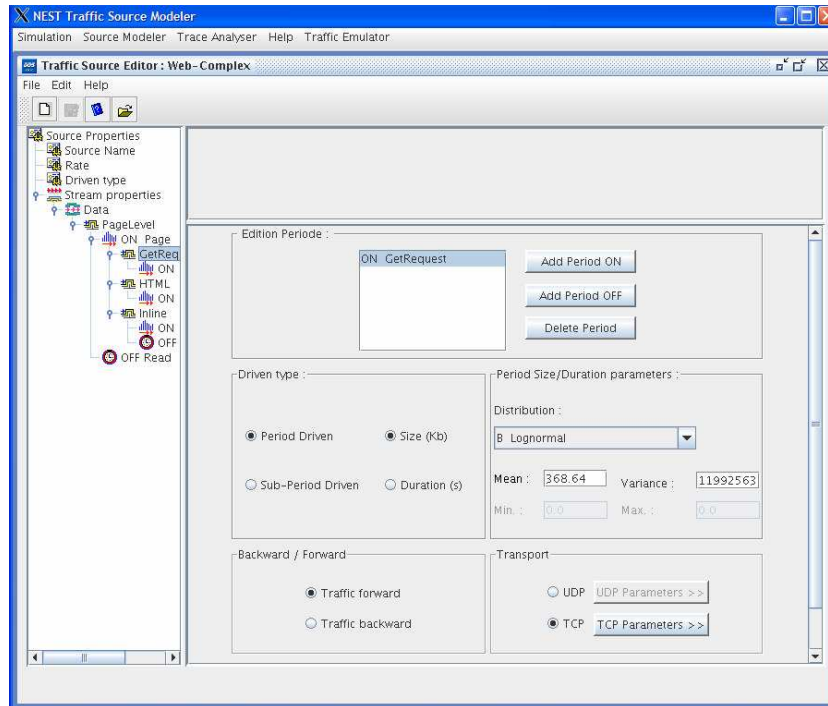 NEST Traffic Source Modeler
Simulation Source Modeler Trace Analyser Help Traffic Emulator
Traffic Source Editor : Web-Complex
File Edit Help
Source Properties
Source Name
Rate
Driven type
Stream properties
Data
PageLevel
ON Page
GetReq
ON
HTML
ON
Inline
ON
OFF
OFF Read
Edition Periode :
ON GetRequest
Add Period ON
Add Period OFF
Delete Period
Driven type :
Period Driven
Size (Kb)
Sub-Period Driven
Duration (s)
Period Size/Duration parameters :
Distribution :
B Lognormal
Mean : 368.64 Variance : 11992563
Min. : 0.0 Max. : 0.0
Backward / Forward
Traffic forward
Traffic backward
Transport
UDP UDP Parameters >>
TCP TCP Parameters >>